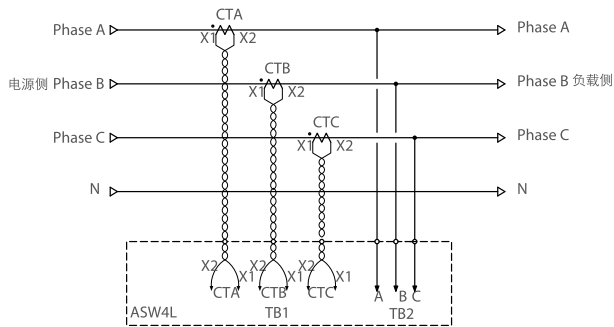 CTA
Phase A
X1 X2
Phase A
CTB
电源侧 Phase B
X1 X2
Phase B 负载侧
CTC
Phase C
X1 X2
Phase C
N
N
X2 X1 X2 X1 X2 X1
CTA CTB CTC
A B C
ASW4L TB1 TB2